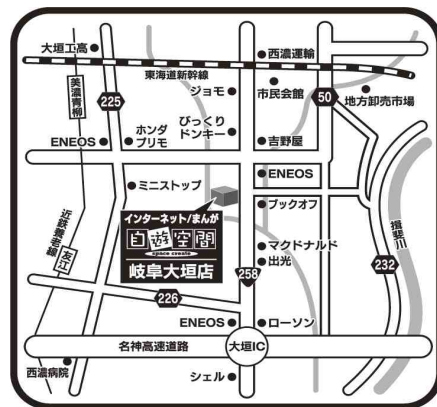 大垣工高
西濃運輸
東海道新幹線
美濃青柳
225
ジョモ
市民会館
50
地方卸売市場
びっくり
ドンキー
ENEOS
ホンダ
プリモ
吉野屋
ENEOS
ミニストップ
ブックオフ
インターネット/まんが
自遊空間
space create
岐阜大垣店
近鉄養老線
友江
揖斐川
マクドナルド
出光
258
232
226
ENEOS
ローソン
名神高速道路
大垣IC
西濃病院
シェル